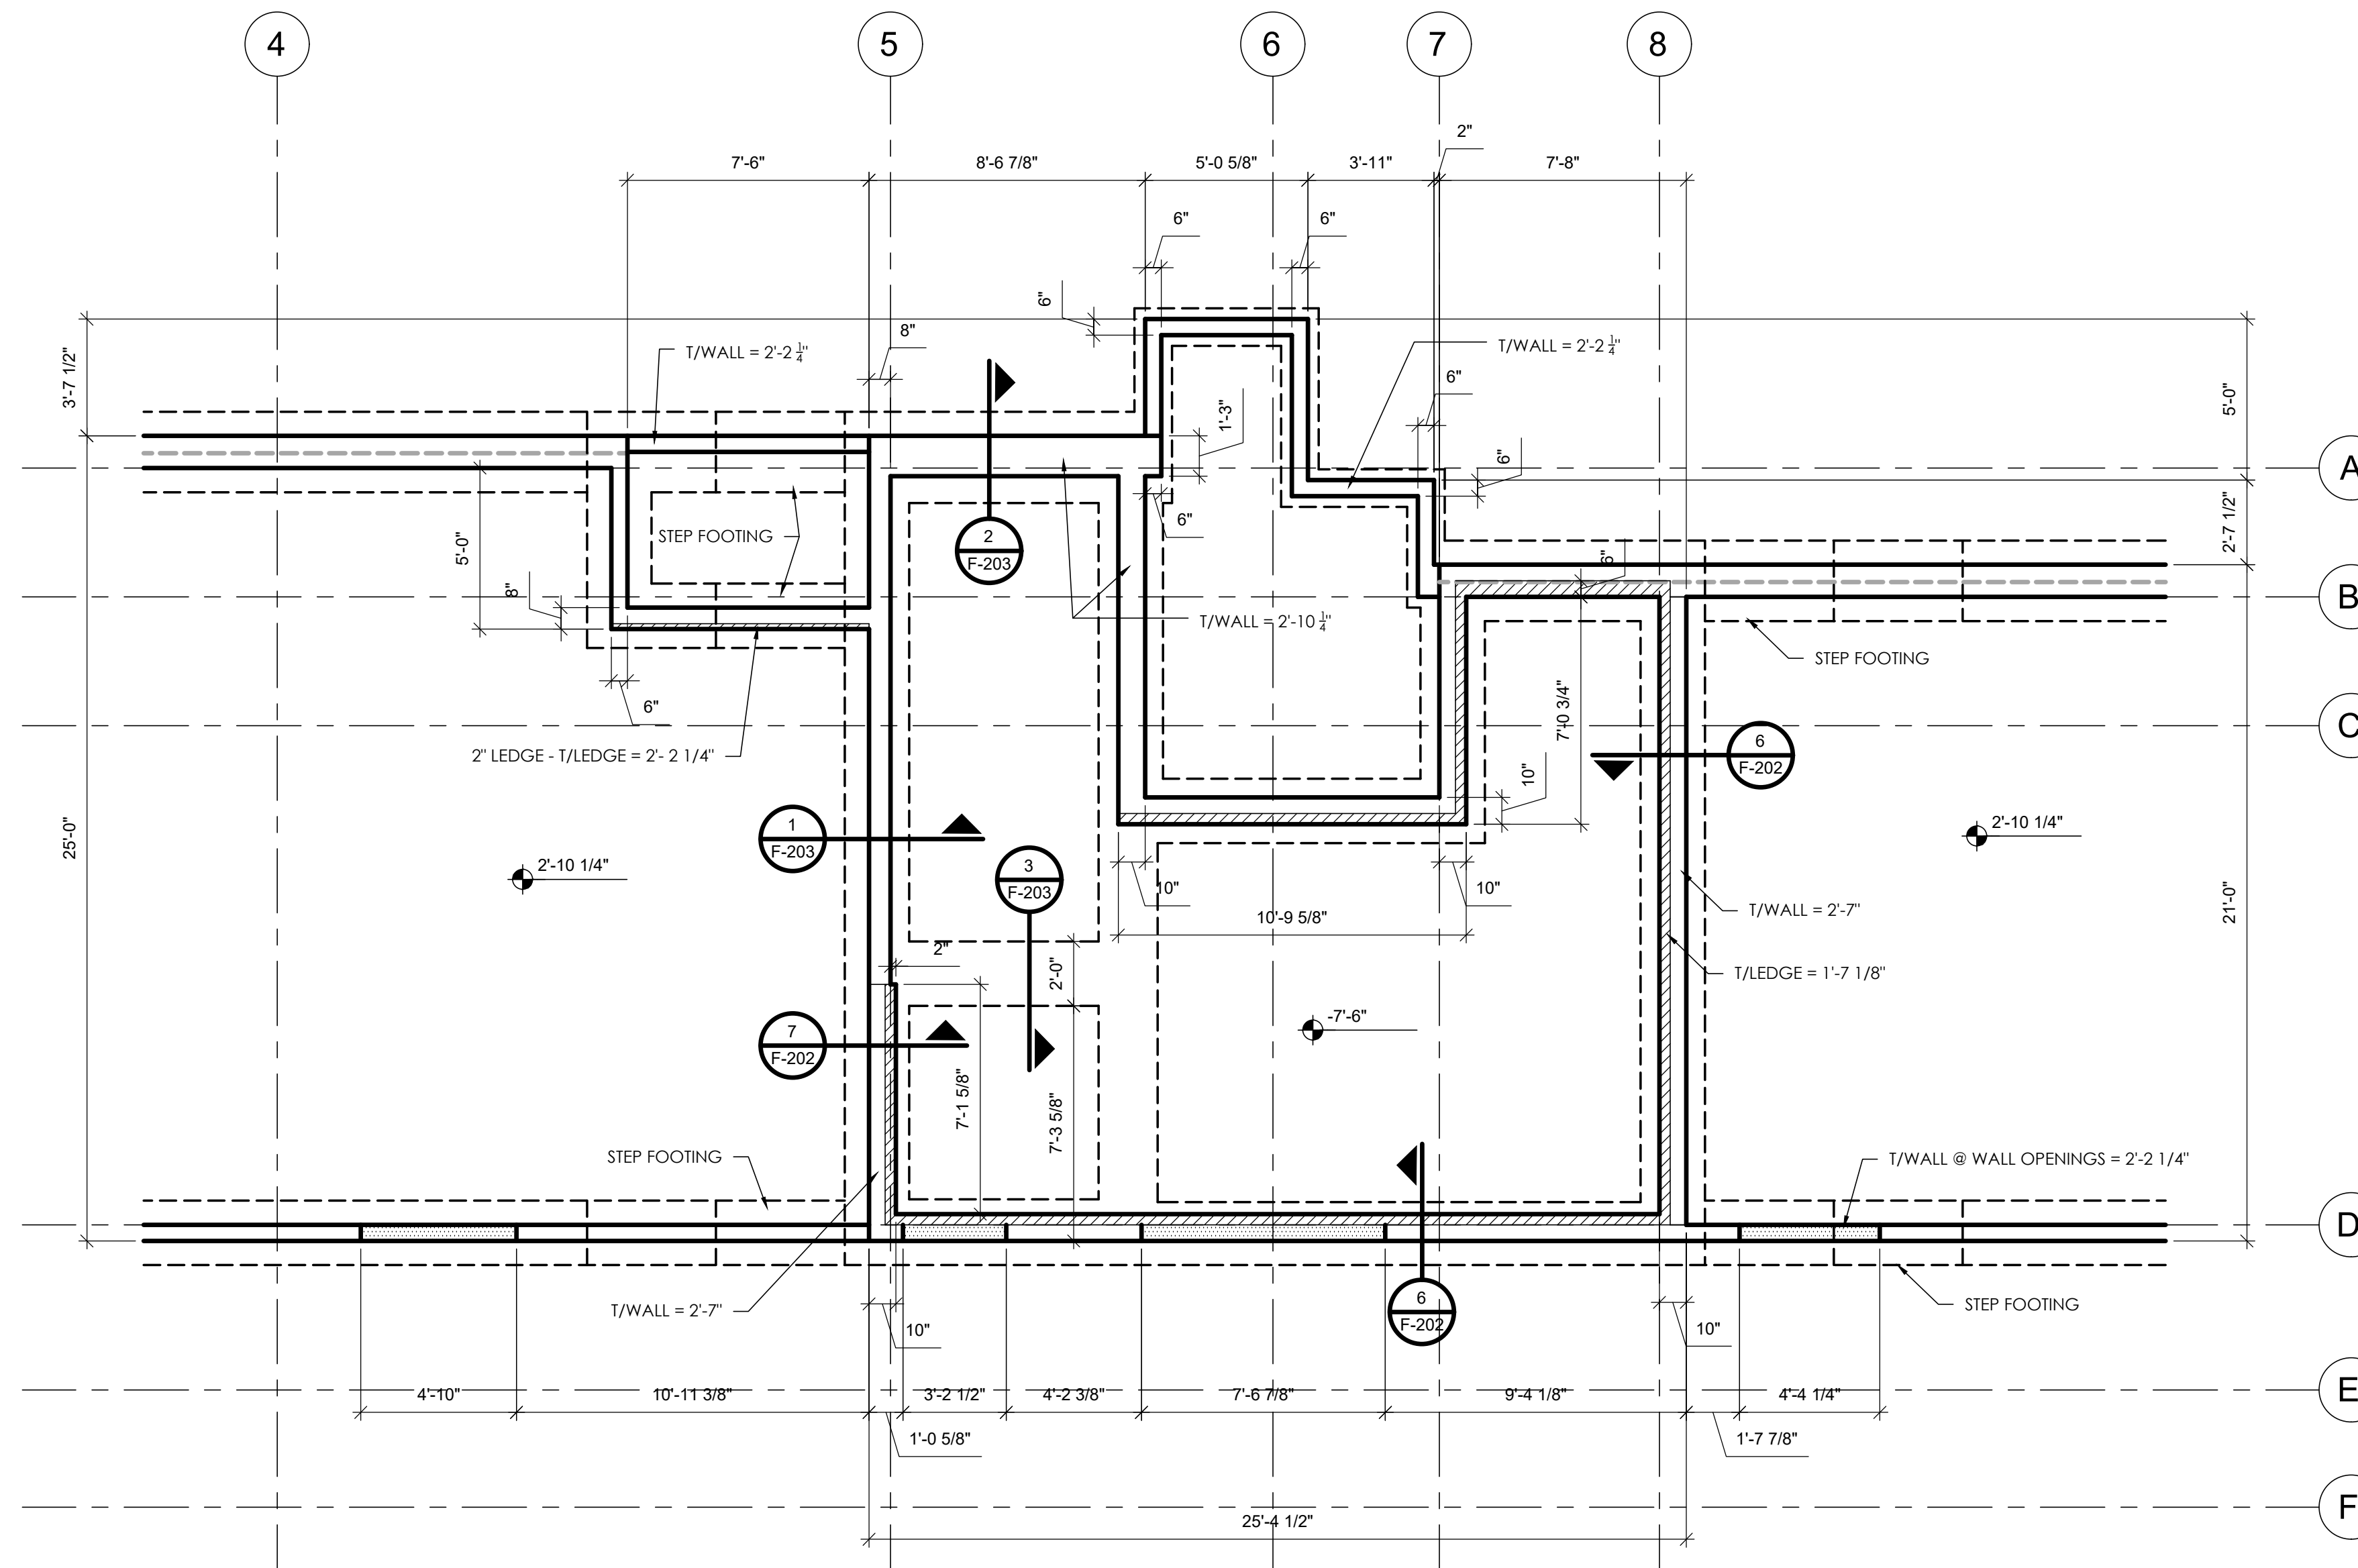 4
5
6
7
8
2"
7'-6"
8'-6 7/8"
5'-0 5/8"
3'-11"
7'-8"
6"
6"
6"
8"
T/WALL = 2'-2 1/4"
T/WALL = 2'-2 1/4"
3'-7 1/2"
6"
1'-3"
5'-0"
6"
A
6"
STEP FOOTING
2
F-203
5'-0"
2'-7 1/2"
6"
8"
B
T/WALL = 2'-10 1/4"
STEP FOOTING
6"
7'-0 3/4"
C
2" LEDGE - T/LEDGE = 2'- 2 1/4"
6
F-202
10"
1
F-203
2'-10 1/4"
25'-0"
2'-10 1/4"
3
F-203
10"
10"
10'-9 5/8"
T/WALL = 2'-7"
21'-0"
2"
2'-0"
T/LEDGE = 1'-7 1/8"
-7'-6"
7
F-202
7'-1 5/8"
7'-3 5/8"
STEP FOOTING
T/WALL @ WALL OPENINGS = 2'-2 1/4"
D
T/WALL = 2'-7"
6
F-202
STEP FOOTING
10"
10"
E
4'-10"
10'-11 3/8"
3'-2 1/2"
4'-2 3/8"
7'-6 7/8"
9'-4 1/8"
4'-4 1/4"
1'-0 5/8"
1'-7 7/8"
F
25'-4 1/2"